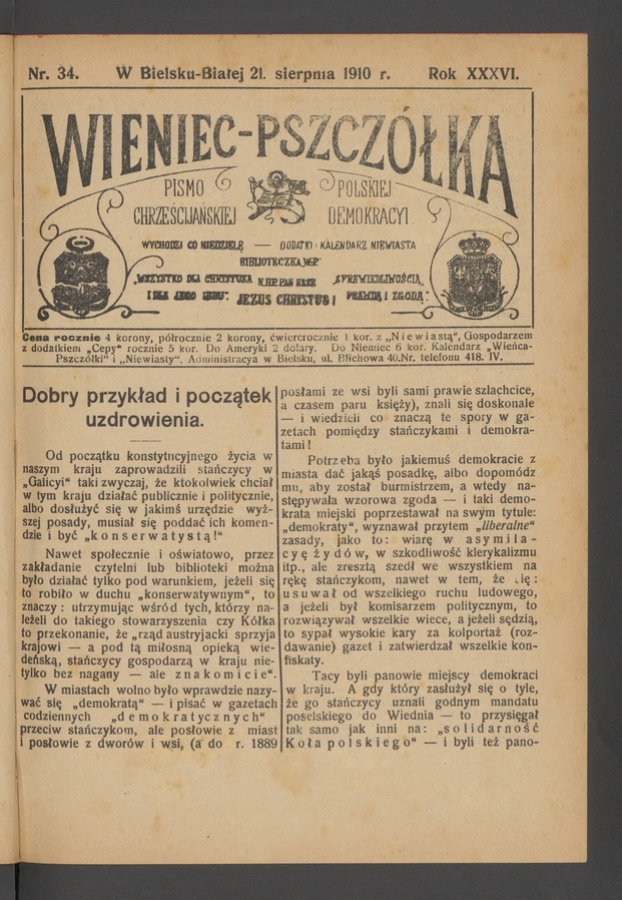 Nr. 34. W Bielsku-Białej 21. sierpnia 1910 r. Rok XXXVI.
WIENIEC-PSZCZÓŁKA
PISMO POLSKIEJ
CHRZEŚCIJAŃSKIEJ DEMOKRACYI
WYCHODZI CO NIEDZIELĘ — DODATKI: KALENDARZ NIEWIASTA
BIBLIOTECZKA
„WSZYSTKO DLA CHRYSTUSA SPRAWIEDLIWOŚCIĄ,
I DLA JEGO JEZUS CHRISTUS! PRAWDĄ I ZGODĄ."
Cena rocznie 4 korony, półrocznie 2 korony, ćwierćrocznie 1 kor. z „Niewiastą", Gospodarzem
z dodatkiem „Cepy" rocznie 5 kor. Do Ameryki 2 dolary. Do Niemiec 6 kor. Kalendarz „Wieńca-
Pszczółki" i „Niewiasty". Administracya w Bielsku, ul. Blichowa 40.Nr. telefonu 418. IV.
Dobry przykład i początek
uzdrowienia.
Od początku konstytucyjnego życia w
naszym kraju zaprowadzili stańczycy w
„Galicyi" taki zwyczaj, że ktokolwiek chciał
w tym kraju działać publicznie i politycznie,
albo dosłużyć się w jakimś urzędzie wyż-
szej posady, musiał się poddać ich komen-
dzie i być „konserwatystą!"
Nawet społecznie i oświatowo, przez
zakładanie czytelni lub biblioteki można
było działać tylko pod warunkiem, jeżeli się
to robiło w duchu „konserwatywnym", to
znaczy: utrzymując wśród tych, którzy na-
leżeli do takiego stowarzyszenia czy Kółka
to przekonanie, że „rząd austryjacki sprzyja
krajowi — a pod tą miłosną opieką wie-
deńską, stańczycy gospodarzą w kraju nie-
tylko bez nagany — ale znakomicie".
W miastach wolno było wprawdzie nazy-
wać się „demokratą" — i pisać w gazetach
codziennych „demokratycznych"
przeciw stańczykom, ale posłowie z miast
i posłowie z dworów i wsi, (a do r. 1889
posłami ze wsi byli sami prawie szlachcice,
a czasem paru księży), znali się doskonale
— i wiedzieli co znaczą te spory w ga-
zetach pomiędzy stańczykami i demokra-
tami!
Potrzeba było jakiemuś demokracie z
miasta dać jakąś posadkę, albo dopomódz
mu, aby został burmistrzem, a wtedy na-
stępywała wzorowa zgoda — i taki demo-
krata miejski poprzestawał na swym tytule:
„demokraty", wyznawał przytem „liberalne"
zasady, jako to: wiarę w asymila-
cyę żydów, w szkodliwość klerykalizmu
itp., ale zresztą szedł we wszystkiem na
rękę stańczykom, nawet w tem, że się:
usuwał od wszelkiego ruchu ludowego,
a jeżeli był komisarzem politycznym, to
rozwiązywał wszelkie wiece, a jeżeli sędzią,
to sypał wysokie kary za kolportaż (roz-
dawanie) gazet i zatwierdzał wszelkie kon-
fiskaty.
Tacy byli panowie miejscy demokraci
w kraju. A gdy który zasłużył się o tyle,
że go stańczycy uznali godnym mandatu
poselskiego do Wiednia — to przysięgał
tak samo jak inni na: „solidarność
Koła polskiego" — i byli też pano-